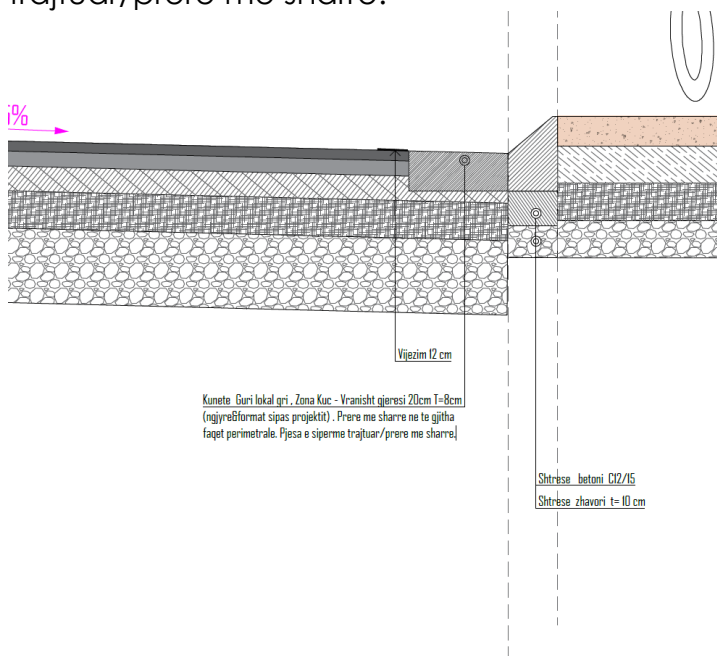 trajtuar/prere me sharre.
5%
Vijezim 12 cm
Kunete Guri lokal gri , Zona Kuc - Vranisht gjeresi 20cm T=8cm
(ngjyre&format sipas projektit) . Prere me sharre ne te gjitha
faqet perimetrale. Pjesa e siperme trajtuar/prere me sharre.
Shtrese betoni C12/15
Shtrese zhavori t= 10 cm